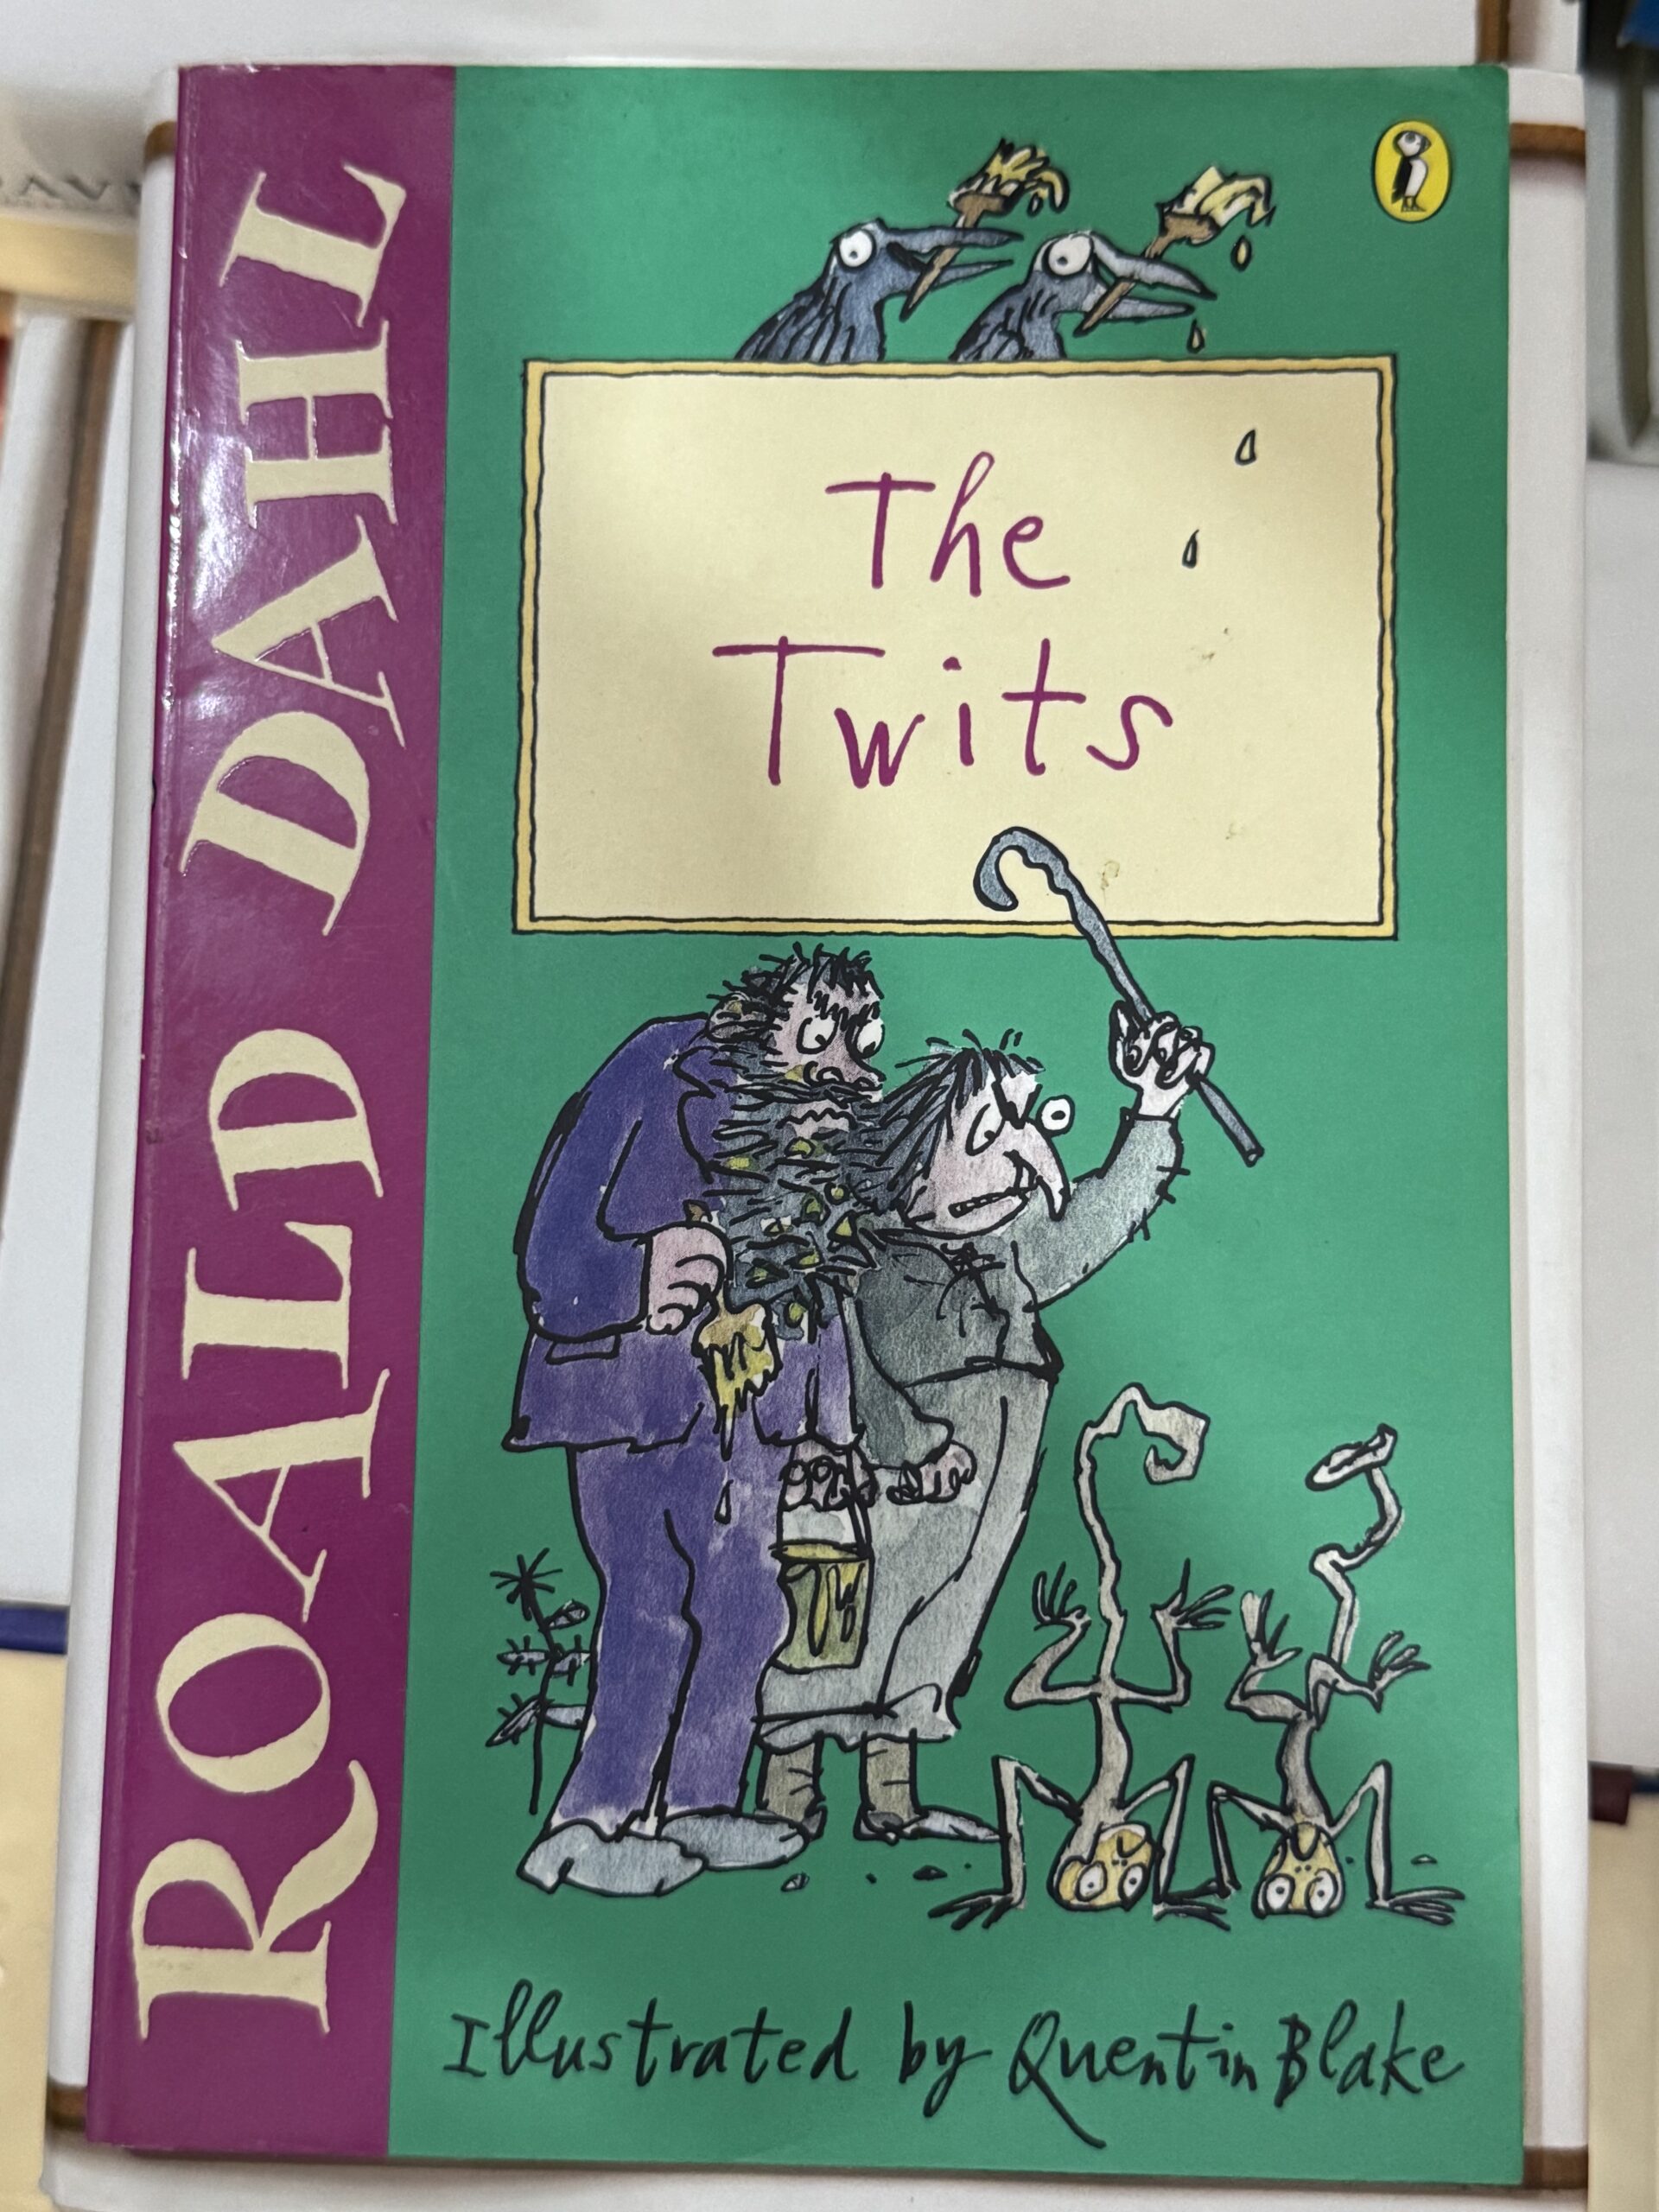 ROALD DAHL
The
Twits
Illustrated by Quentin Blake